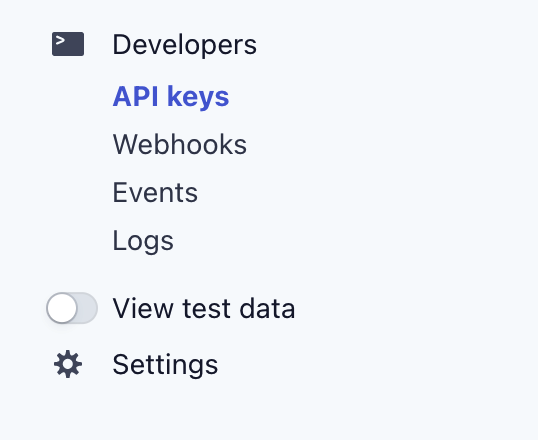 Developers
API keys
Webhooks
Events
Logs
View test data
Settings